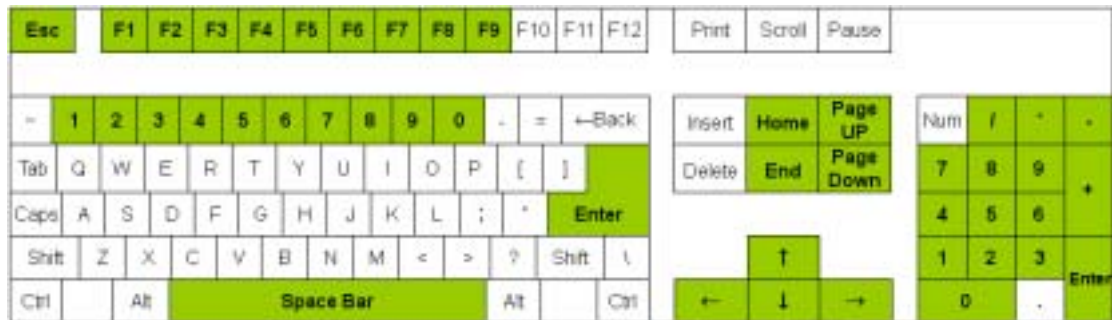 Esc F1 F2 F3 F4 F5 F6 F7 F8 F9 F10 F11 F12 Print Scroll Pause
~ 1 2 3 4 5 6 7 8 9 0 - = ←Back Insert Home Page UP Num / * -
Tab Q W E R T Y U I O P [ ] Delete End Page Down 7 8 9 +
Caps A S D F G H J K L ; " Enter 4 5 6
Shift Z X C V B N M < > ? Shift \ ↑ 1 2 3 Enter
Ctrl Alt Space Bar Alt Ctrl ← ↓ → 0 .